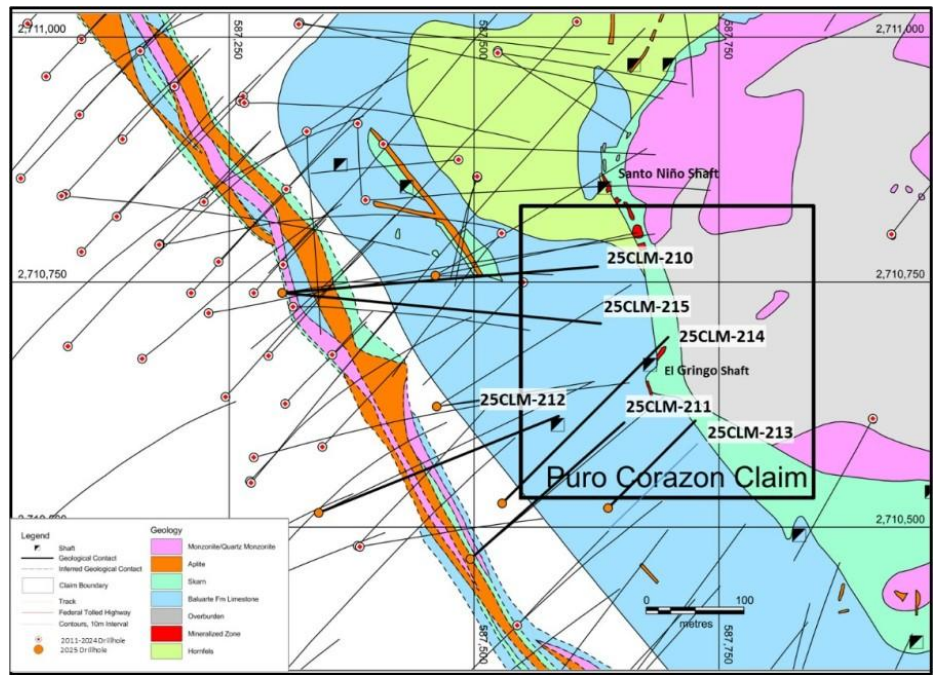 2,711,000
587,250
587,500
587,750
2,711,000
Santo Niño Shaft
2,710,750
25CLM-210
2,710,750
25CLM-215
25CLM-214
El Gringo Shaft
25CLM-212
25CLM-211
25CLM-213
Puro Corazon Claim
2,710,500
0 100
metres
587,500
587,750
Legend
Shaft
Geological Contact
Inferred Geological Contact
Claim Boundary
Track
Federal Tolled Highway
Contours, 10m Interval
2011-2024 Drillhole
2025 Drillhole
Geology
Monzonite/Quartz Monzonite
Aplite
Skarn
Baluarte Fm Limestone
Overburden
Mineralized Zone
Hornfels